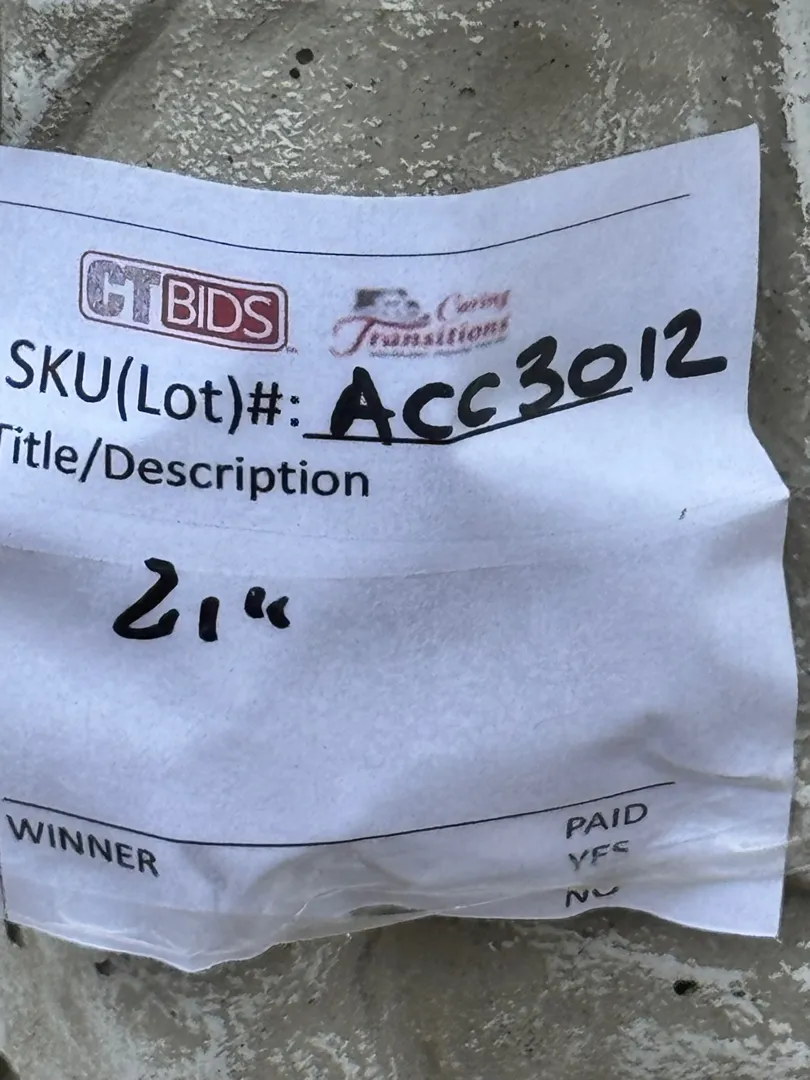 CTBIDS Caring Transitions
SKU(Lot)#: ACC3012
Title/Description
21"
WINNER PAID
YES
NO